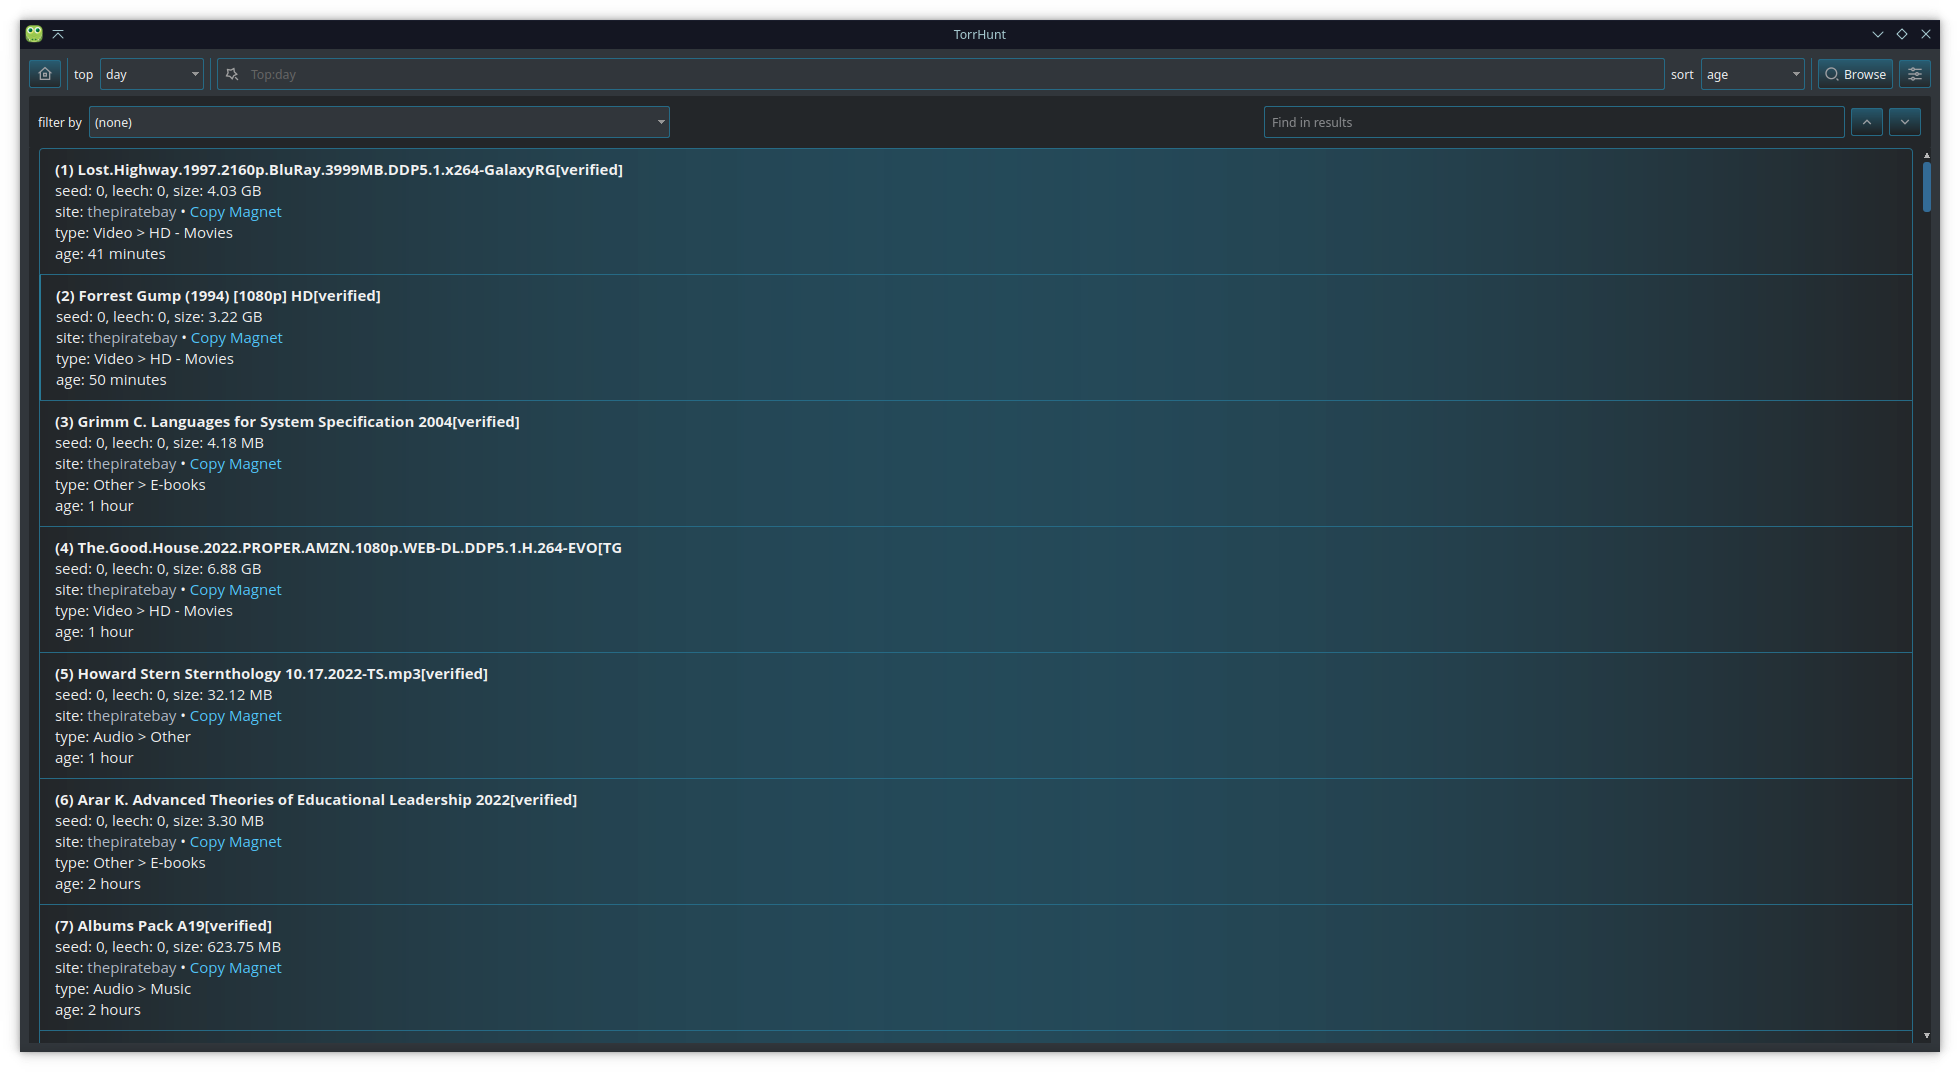 TorrHunt
top day Top:day sort age Browse
filter by (none) Find in results
(1) Lost.Highway.1997.2160p.BluRay.3999MB.DDP5.1.x264-GalaxyRG[verified]
seed: 0, leech: 0, size: 4.03 GB
site: thepiratebay • Copy Magnet
type: Video > HD - Movies
age: 41 minutes
(2) Forrest Gump (1994) [1080p] HD[verified]
seed: 0, leech: 0, size: 3.22 GB
site: thepiratebay • Copy Magnet
type: Video > HD - Movies
age: 50 minutes
(3) Grimm C. Languages for System Specification 2004[verified]
seed: 0, leech: 0, size: 4.18 MB
site: thepiratebay • Copy Magnet
type: Other > E-books
age: 1 hour
(4) The.Good.House.2022.PROPER.AMZN.1080p.WEB-DL.DDP5.1.H.264-EVO[TG
seed: 0, leech: 0, size: 6.88 GB
site: thepiratebay • Copy Magnet
type: Video > HD - Movies
age: 1 hour
(5) Howard Stern Sternthology 10.17.2022-TS.mp3[verified]
seed: 0, leech: 0, size: 32.12 MB
site: thepiratebay • Copy Magnet
type: Audio > Other
age: 1 hour
(6) Arar K. Advanced Theories of Educational Leadership 2022[verified]
seed: 0, leech: 0, size: 3.30 MB
site: thepiratebay • Copy Magnet
type: Other > E-books
age: 2 hours
(7) Albums Pack A19[verified]
seed: 0, leech: 0, size: 623.75 MB
site: thepiratebay • Copy Magnet
type: Audio > Music
age: 2 hours